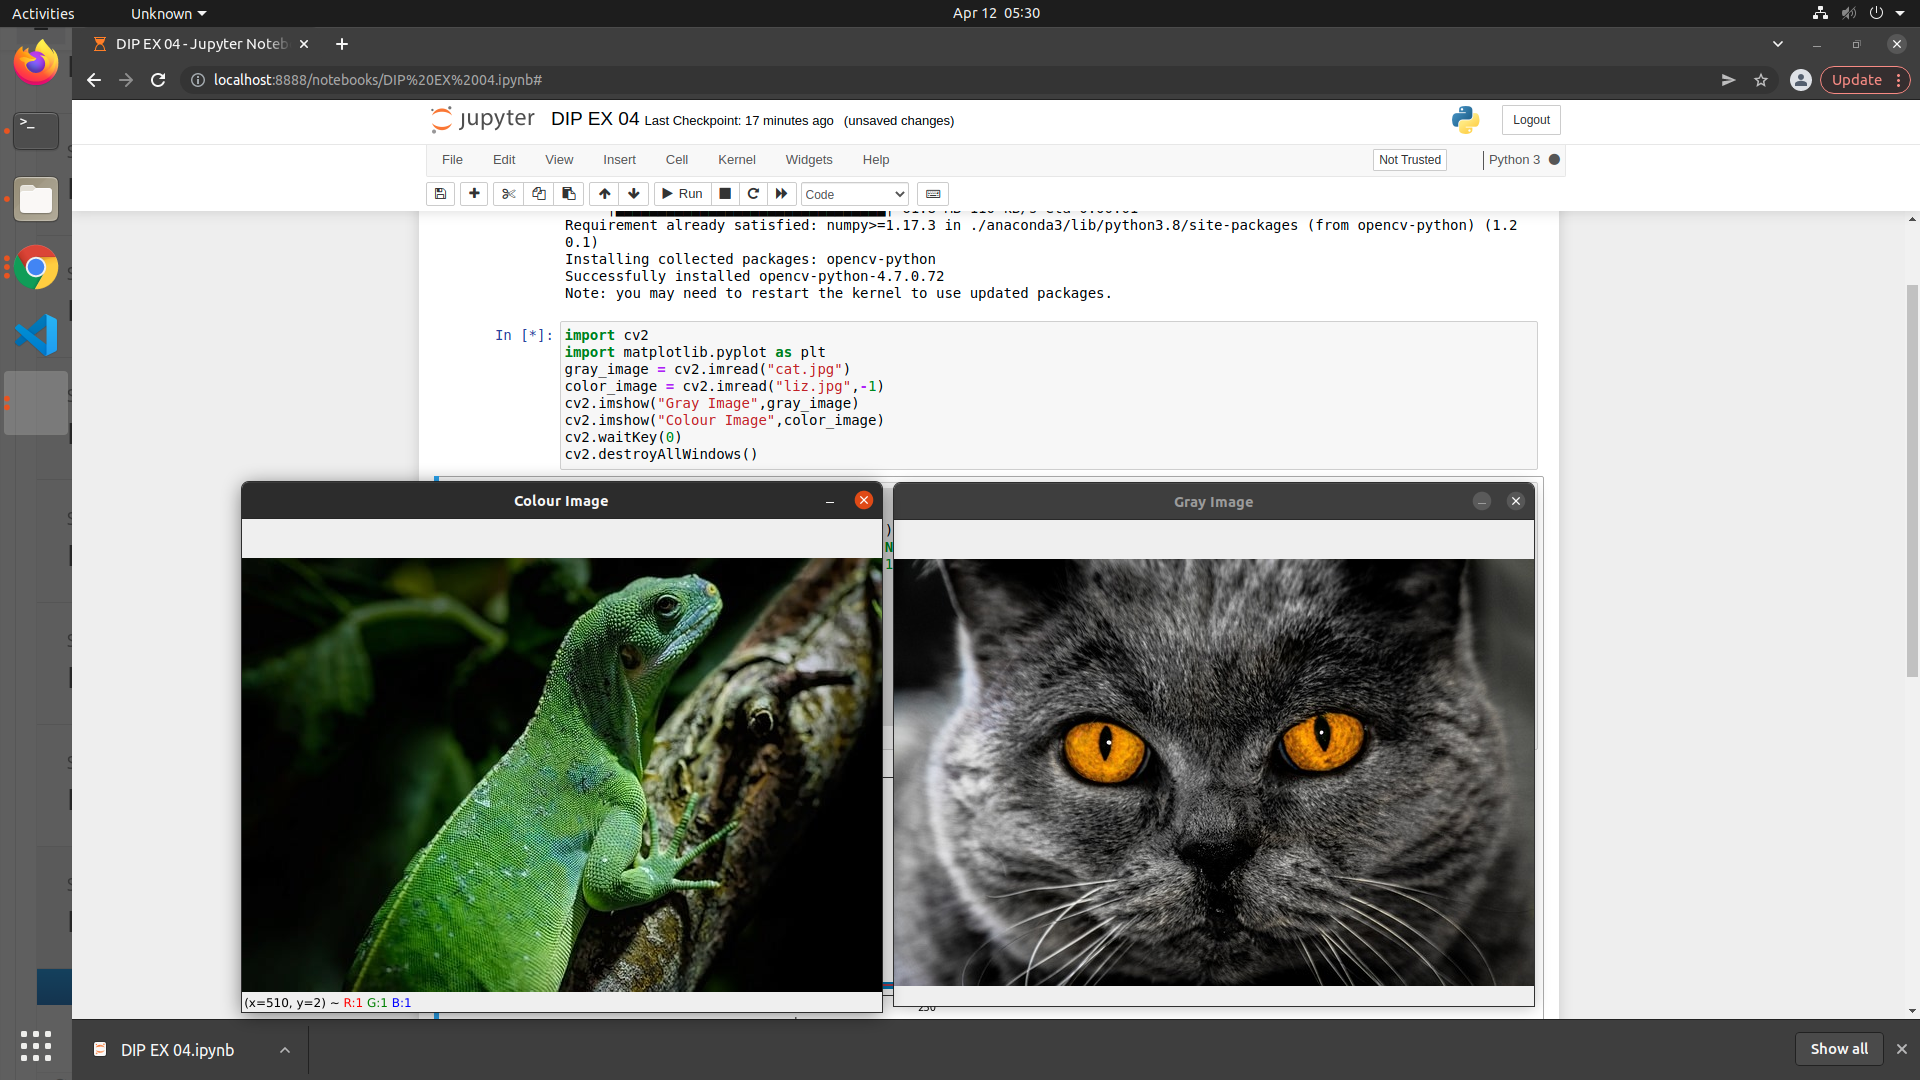 Activities
Unknown
Apr 12 05:30
DIP EX 04 - Jupyter Noteb
localhost:8888/notebooks/DIP%20EX%2004.ipynb#
Update
jupyter DIP EX 04 Last Checkpoint: 17 minutes ago (unsaved changes)
Logout
File Edit View Insert Cell Kernel Widgets Help
Not Trusted
Python 3
Run
Code
Requirement already satisfied: numpy>=1.17.3 in ./anaconda3/lib/python3.8/site-packages (from opencv-python) (1.2
0.1)
Installing collected packages: opencv-python
Successfully installed opencv-python-4.7.0.72
Note: you may need to restart the kernel to use updated packages.
In [*]:
import cv2
import matplotlib.pyplot as plt
gray_image = cv2.imread("cat.jpg")
color_image = cv2.imread("liz.jpg",-1)
cv2.imshow("Gray Image",gray_image)
cv2.imshow("Colour Image",color_image)
cv2.waitKey(0)
cv2.destroyAllWindows()
Colour Image
Gray Image
)
N
1
(x=510, y=2) ~ R:1 G:1 B:1
DIP EX 04.ipynb
Show all